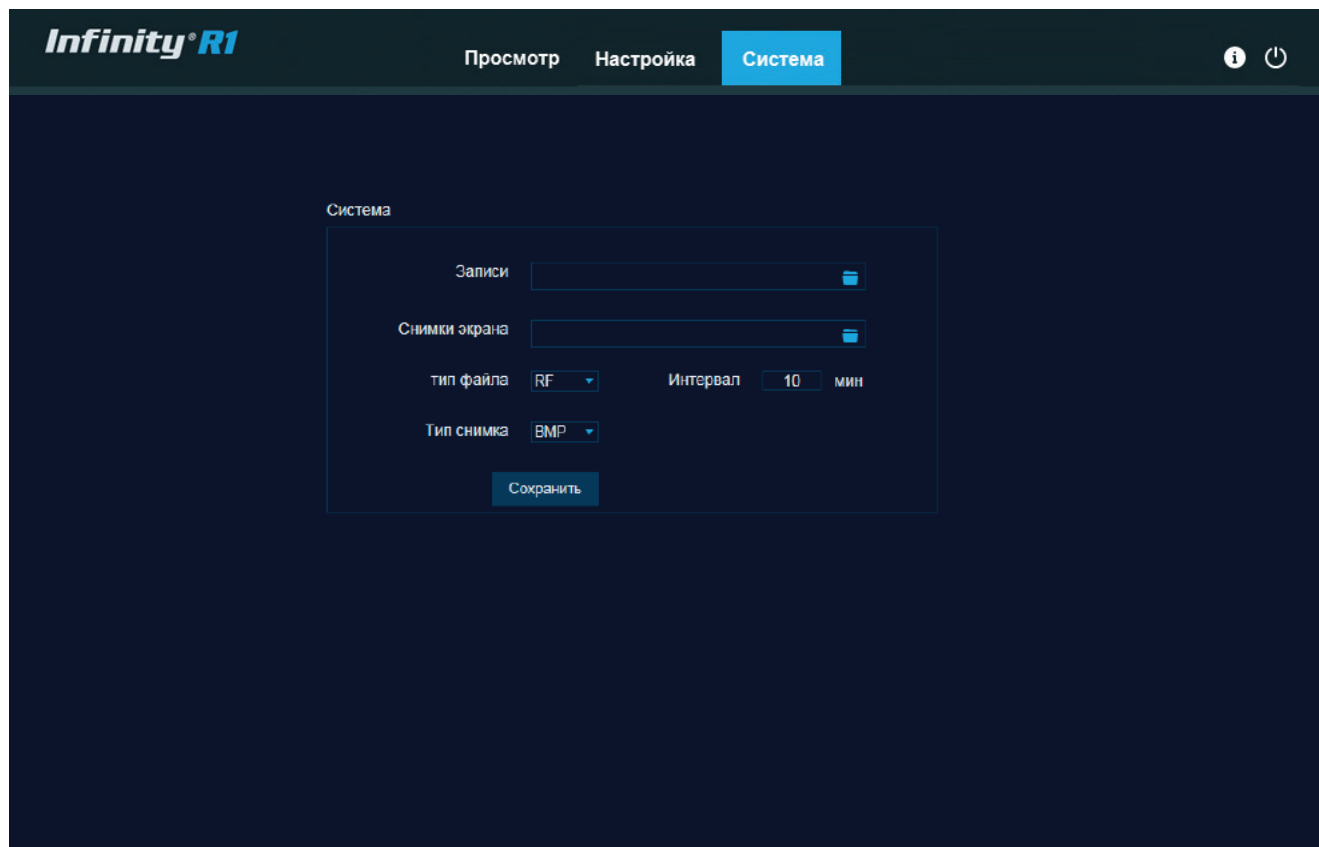 Infinity® R1
Просмотр Настройка Система
Система
Записи
Снимки экрана
тип файла RF Интервал 10 мин
Тип снимка BMP
Сохранить